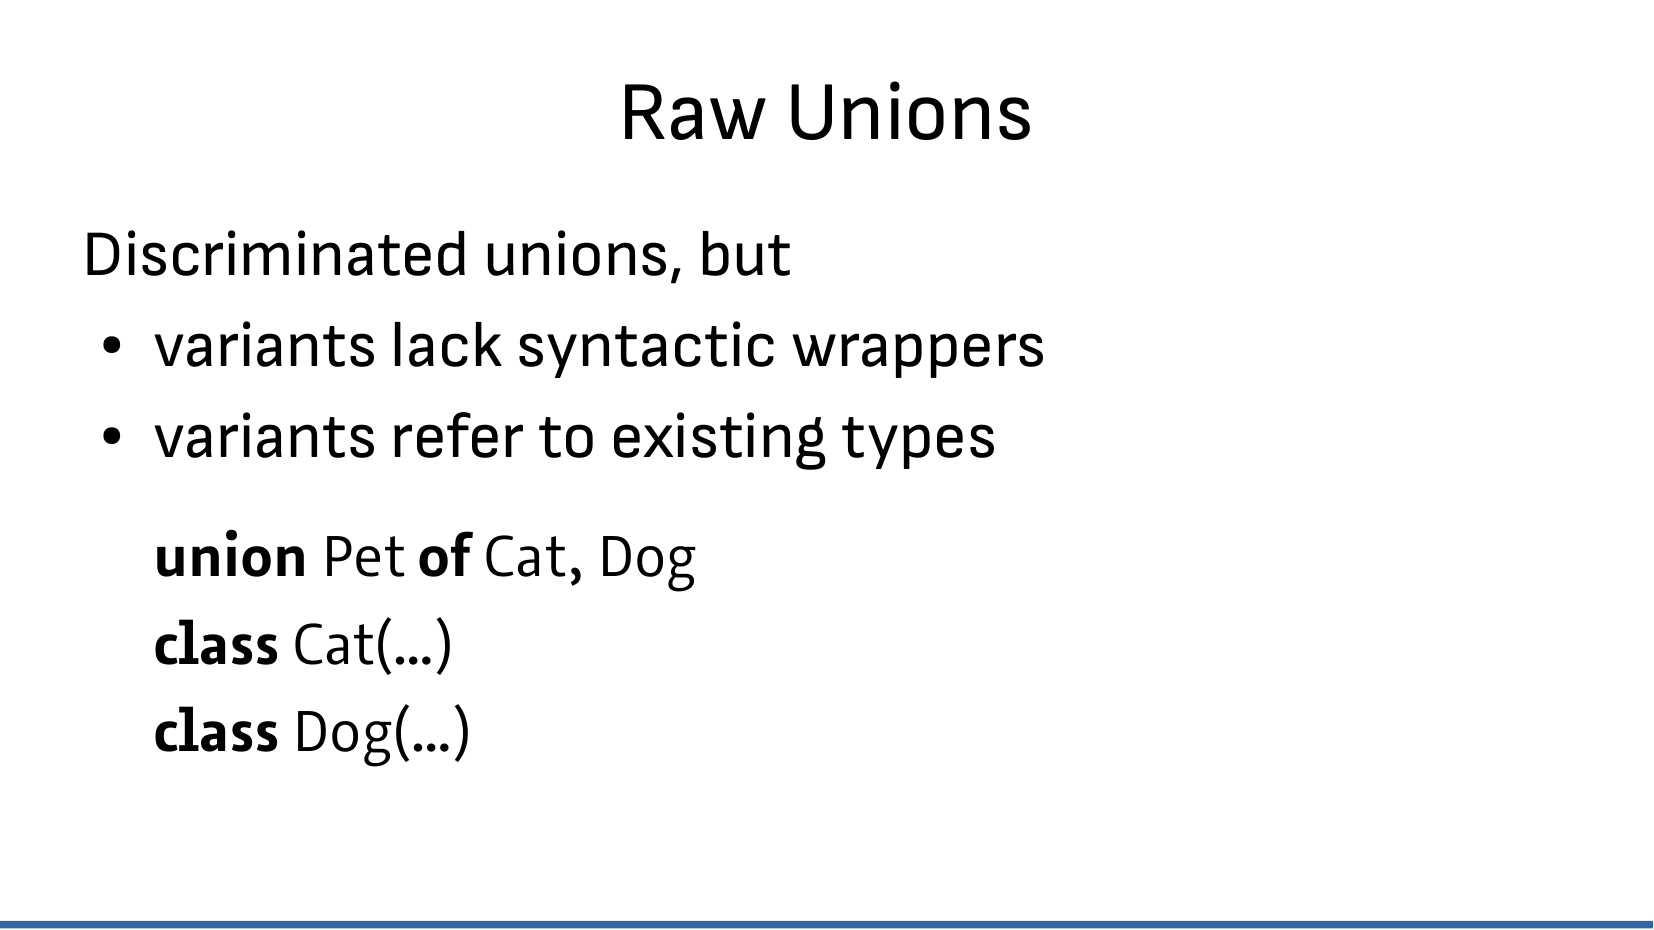 Raw Unions
Discriminated unions, but
• variants lack syntactic wrappers
• variants refer to existing types
union Pet of Cat, Dog
class Cat(...)
class Dog(...)